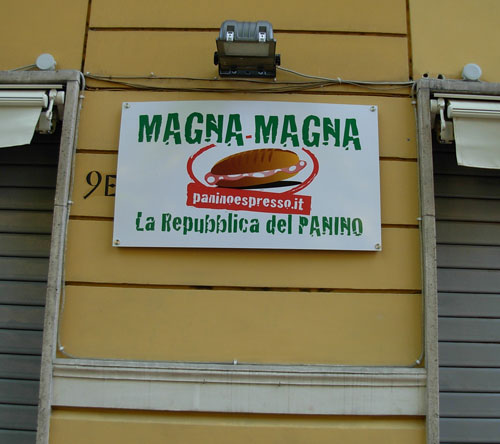 MAGNA-MAGNA
paninoespresso.it
9E
La Repubblica del PANINO